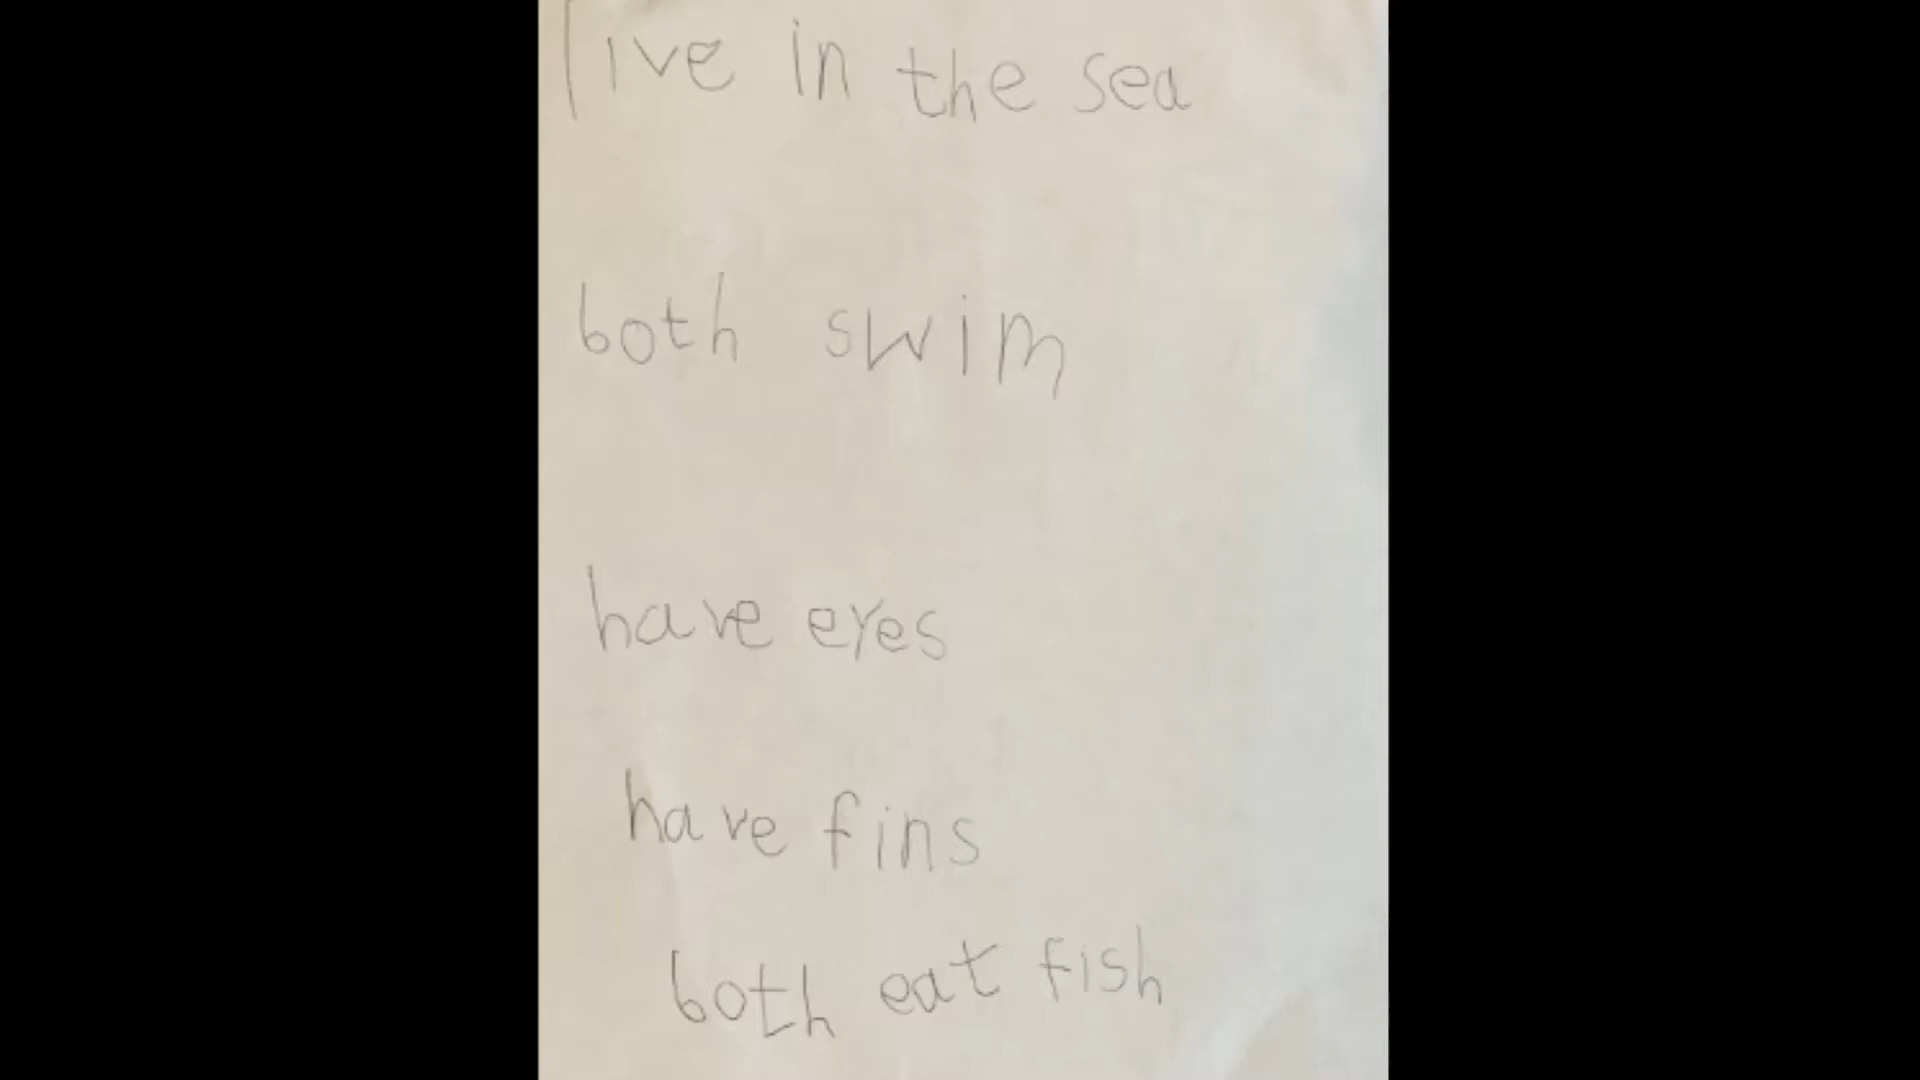 live in the sea
both swim
have eyes
have fins
both eat fish